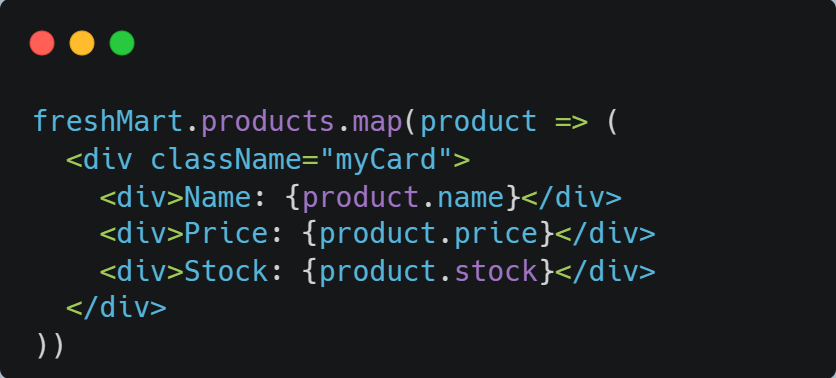 freshMart.products.map(product => (
  <div className="myCard">
    <div>Name: {product.name}</div>
    <div>Price: {product.price}</div>
    <div>Stock: {product.stock}</div>
  </div>
))